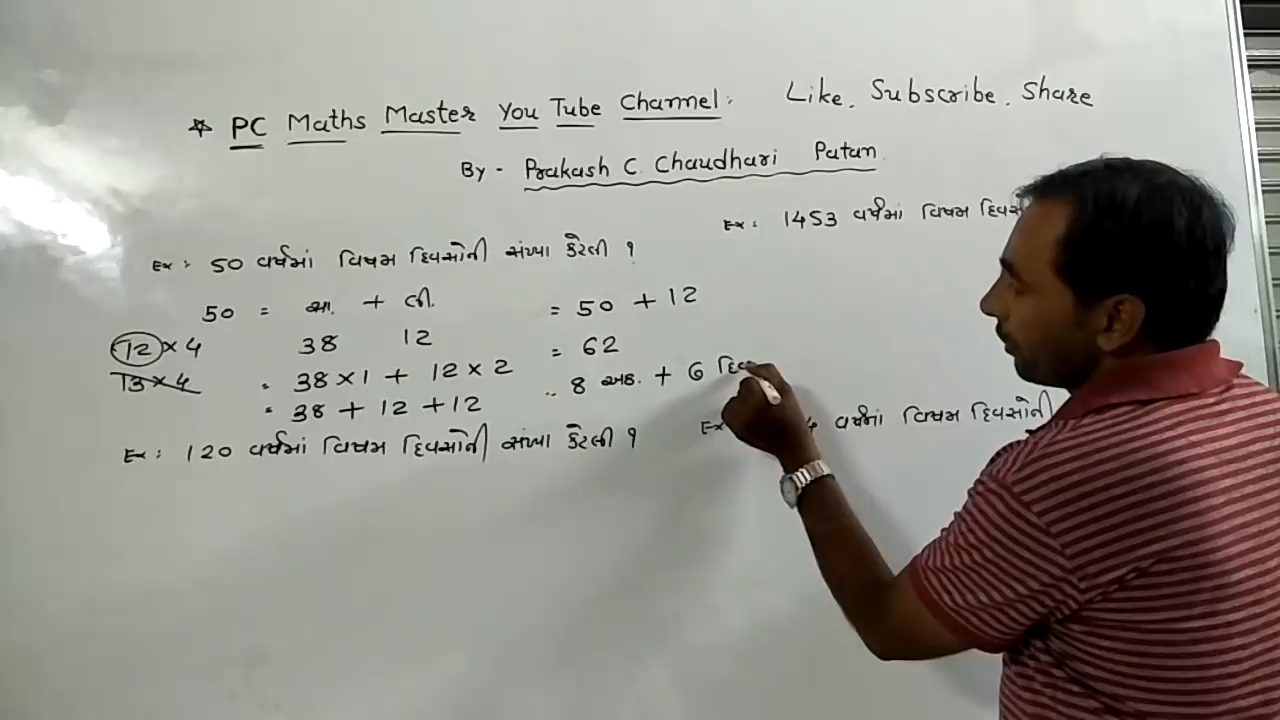 ☆ PC Maths Master You Tube Channel: Like, Subscribe, Share
By - Prakash C. Chaudhari Patan
Ex: 50 વર્ષમાં વિષમ દિવસોની સંખ્યા કેટલી ?
50 = સા. + લી.
12 × 4 38 12
13 × 4 = 38 × 1 + 12 × 2
= 38 + 12 + 12
= 50 + 12
= 62
= 8 અઠ. + 6 દિવ
Ex: 120 વર્ષમાં વિષમ દિવસોની સંખ્યા કેટલી ?
Ex: 1453 વર્ષમાં વિષમ
Ex વર્ષમાં વિષમ દિવસોની